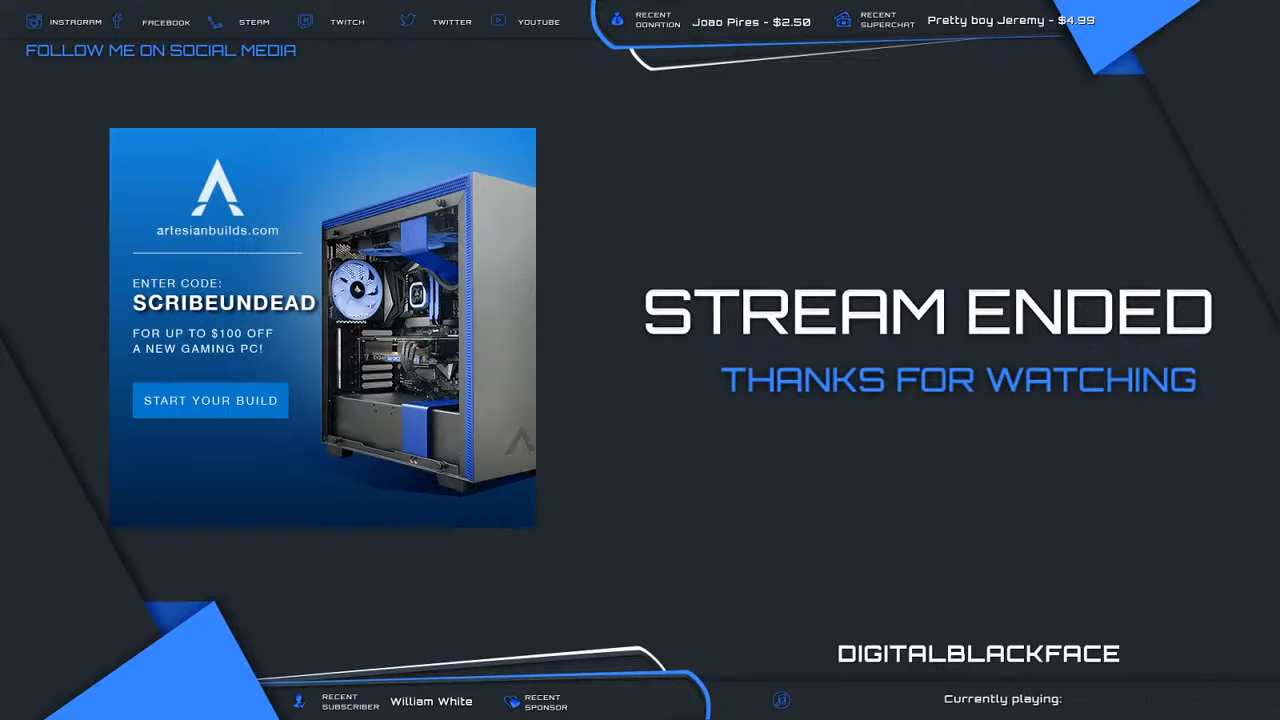 INSTAGRAM FACEBOOK STEAM TWITCH TWITTER YOUTUBE
FOLLOW ME ON SOCIAL MEDIA
RECENT
DONATION
Joao Pires - $2.50
RECENT
SUPERCHAT
Pretty boy Jeremy - $4.99
artesianbuilds.com
ENTER CODE:
SCRIBEUNDEAD
FOR UP TO $100 OFF
A NEW GAMING PC!
START YOUR BUILD
STREAM ENDED
THANKS FOR WATCHING
DIGITALBLACKFACE
RECENT
SUBSCRIBER
William White
RECENT
SPONSOR
Currently playing: